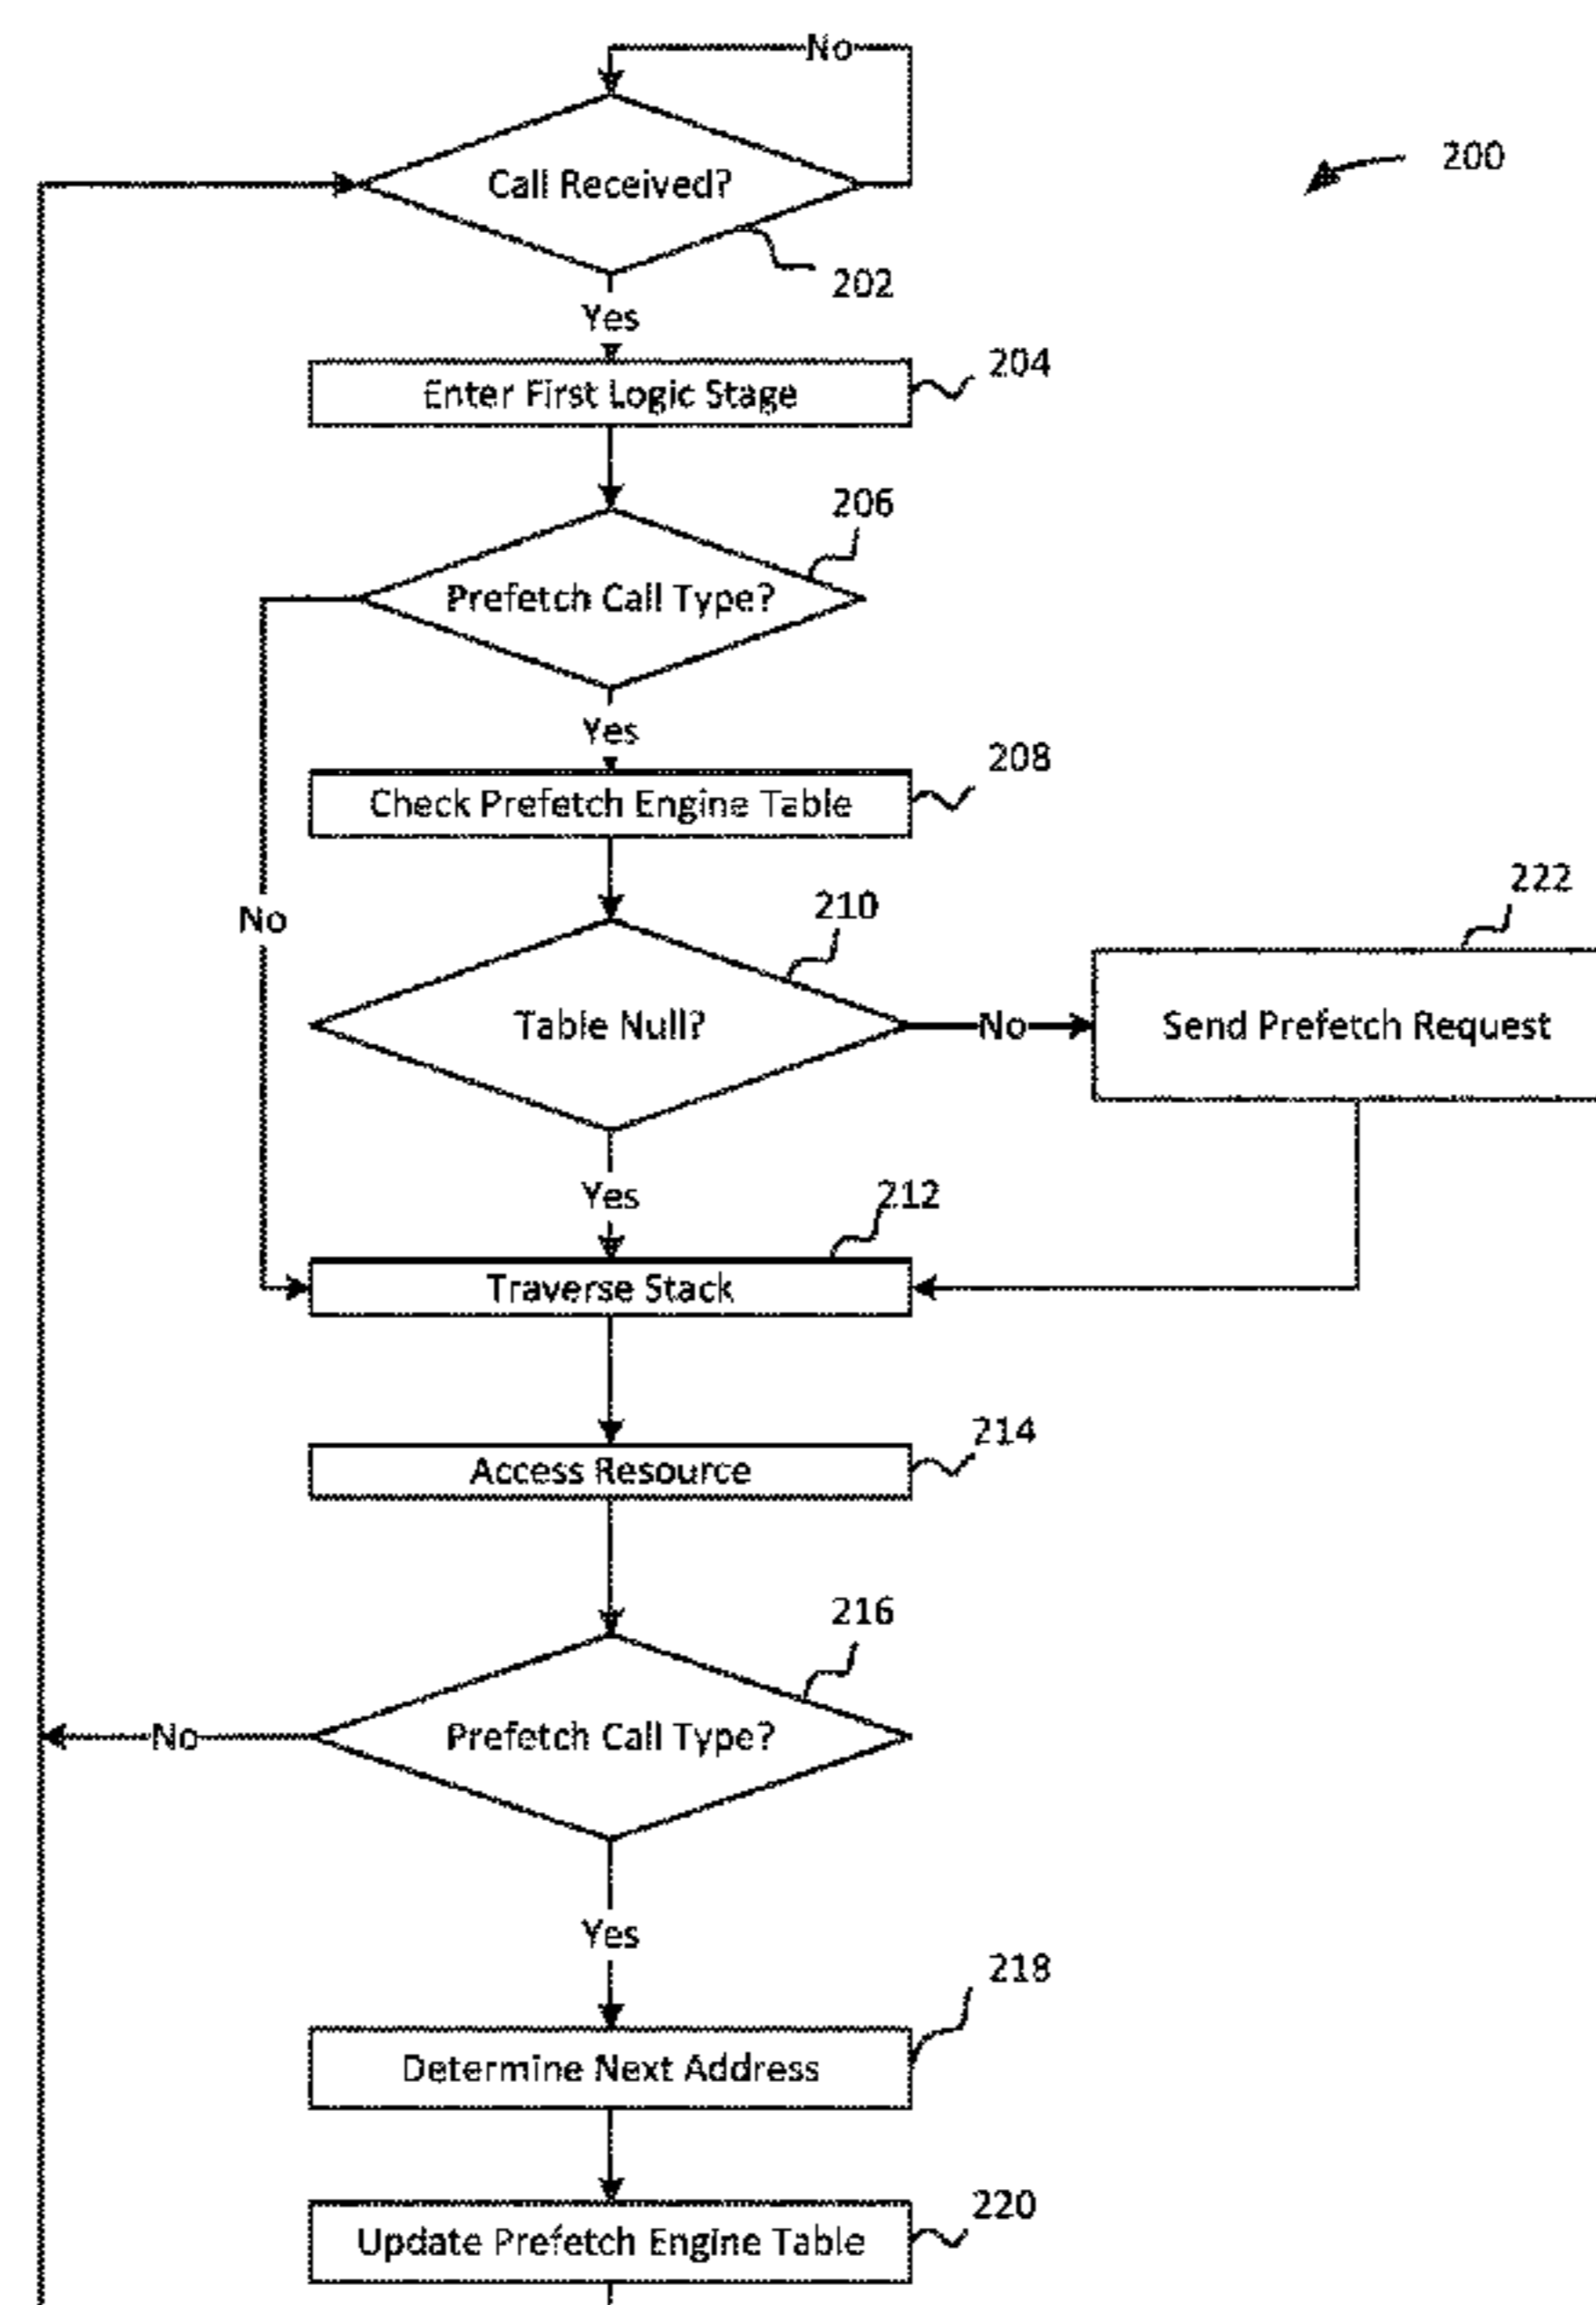 No
Call Received?
200
202
Yes
204
Enter First Logic Stage
206
Prefetch Call Type?
Yes
208
Check Prefetch Engine Table
No
210
222
Table Null?
No
Send Prefetch Request
Yes
212
Traverse Stack
214
Access Resource
216
Prefetch Call Type?
No
Yes
218
Determine Next Address
220
Update Prefetch Engine Table